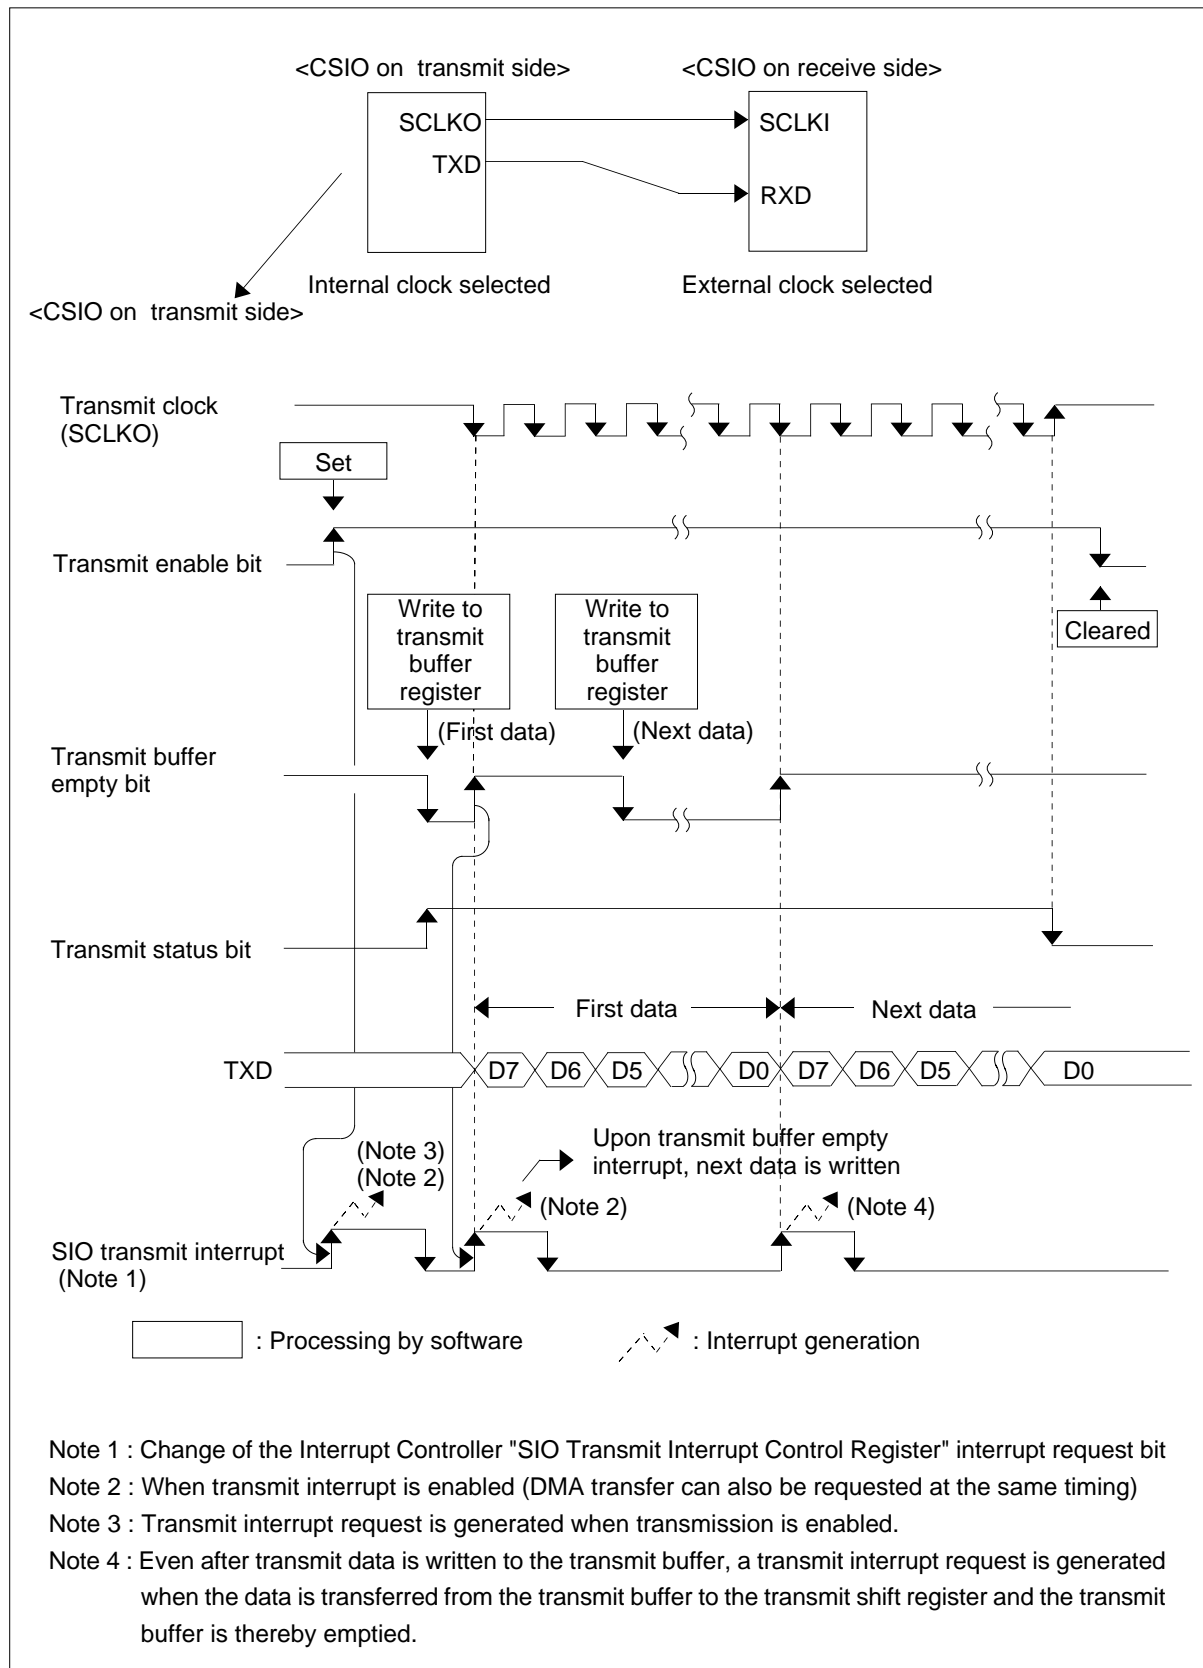 <CSIO on transmit side>
<CSIO on receive side>
SCLKO
SCLKI
TXD
RXD
Internal clock selected
External clock selected
<CSIO on transmit side>
Transmit clock
(SCLKO)
Set
Transmit enable bit
Write to
transmit
buffer
register
Write to
transmit
buffer
register
Cleared
(First data)
(Next data)
Transmit buffer
empty bit
Transmit status bit
First data
Next data
TXD
D7 D6 D5 D0 D7 D6 D5 D0
(Note 3)
(Note 2)
Upon transmit buffer empty
interrupt, next data is written
(Note 2)
(Note 4)
SIO transmit interrupt
(Note 1)
: Processing by software
: Interrupt generation
Note 1 : Change of the Interrupt Controller "SIO Transmit Interrupt Control Register" interrupt request bit
Note 2 : When transmit interrupt is enabled (DMA transfer can also be requested at the same timing)
Note 3 : Transmit interrupt request is generated when transmission is enabled.
Note 4 : Even after transmit data is written to the transmit buffer, a transmit interrupt request is generated
when the data is transferred from the transmit buffer to the transmit shift register and the transmit
buffer is thereby emptied.